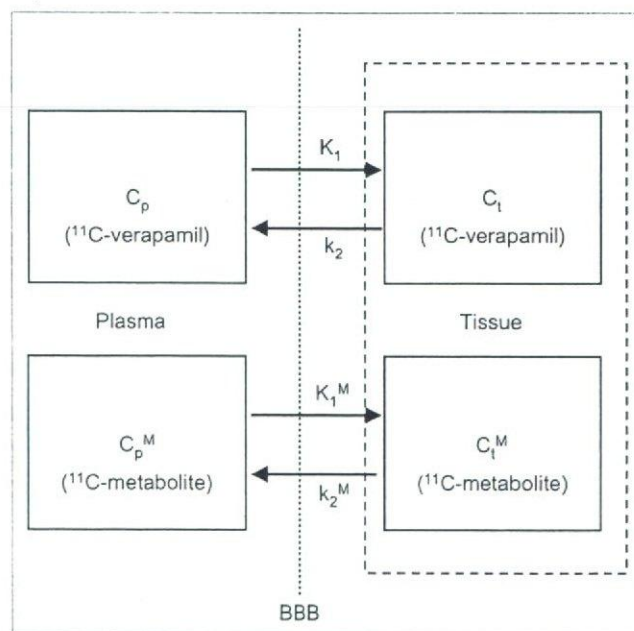 K₁
Cₚ
(¹¹C-verapamil)
Cₜ
(¹¹C-verapamil)
k₂
Plasma
Tissue
K₁ᴹ
Cₚᴹ
(¹¹C-metabolite)
Cₜᴹ
(¹¹C-metabolite)
k₂ᴹ
BBB